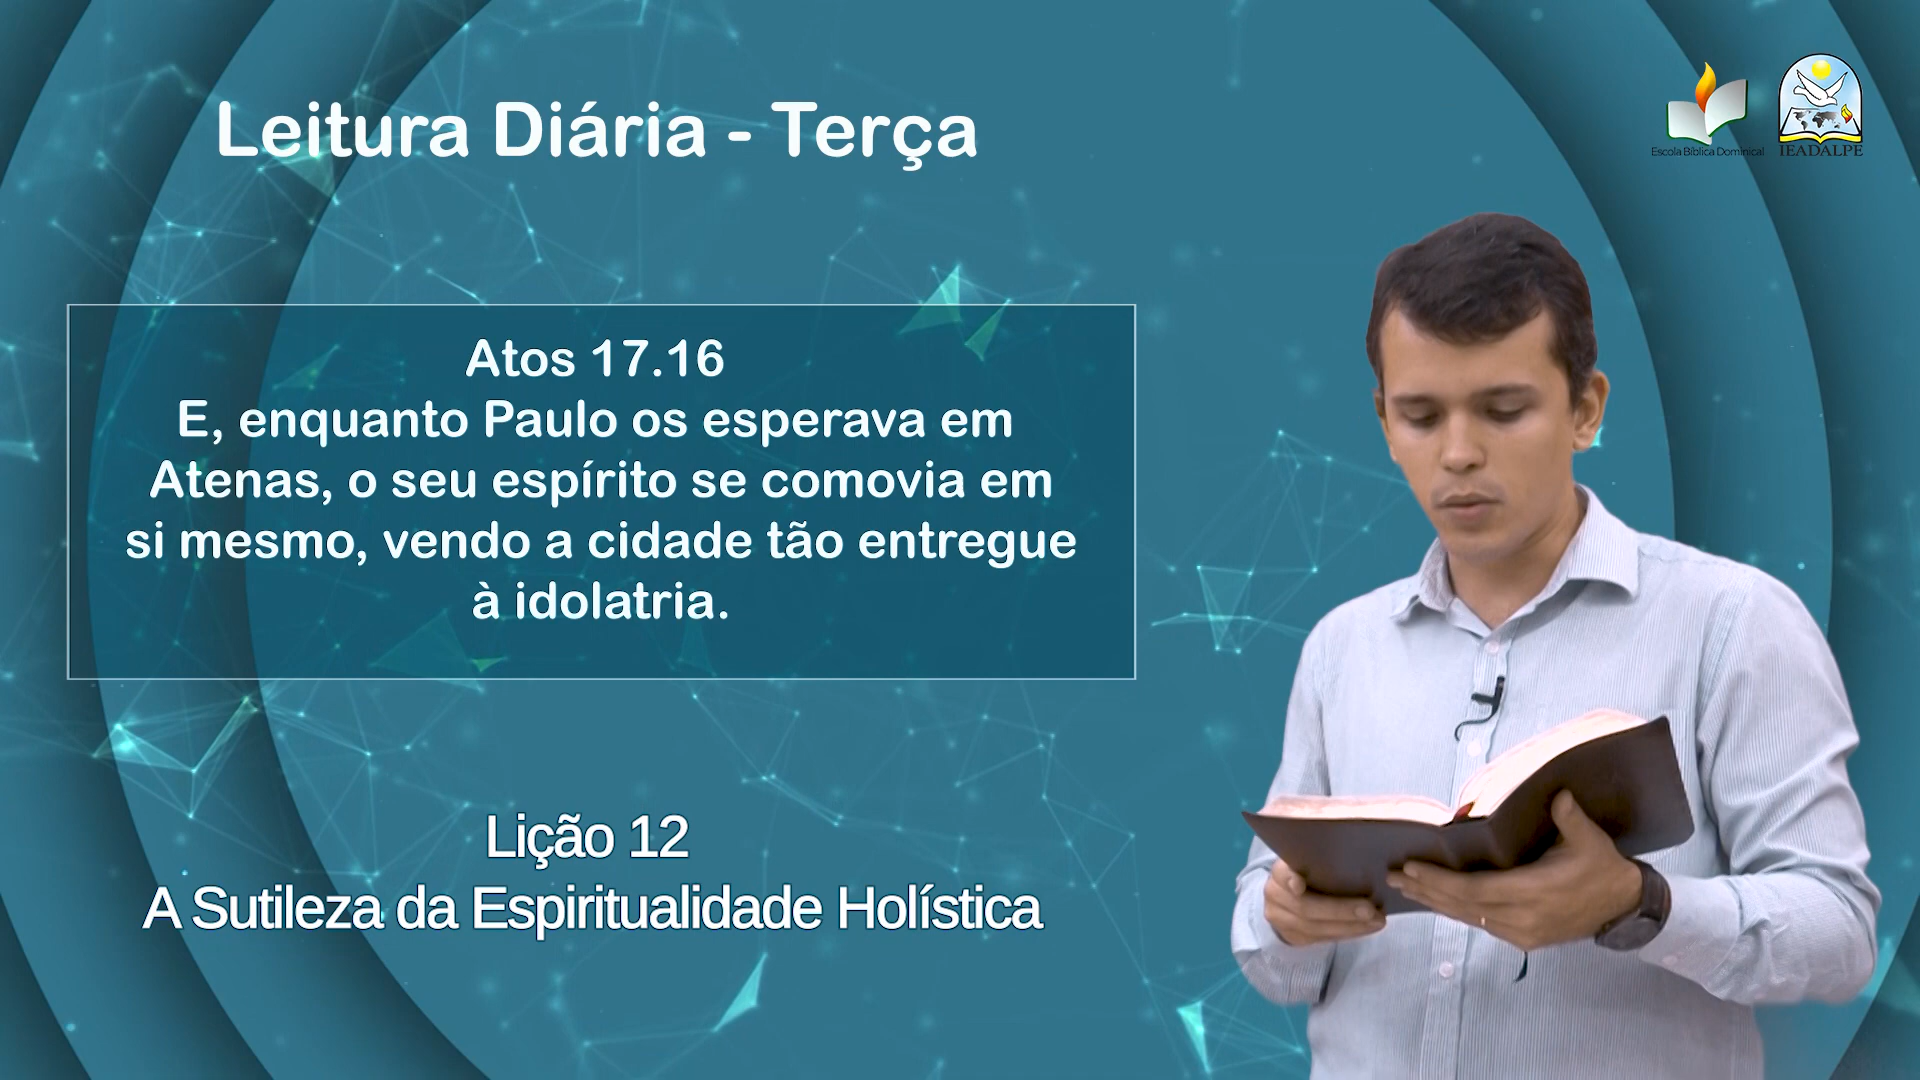 Leitura Diária - Terça
Escola Bíblica Dominical
IEADALPE
Atos 17.16
E, enquanto Paulo os esperava em
Atenas, o seu espírito se comovia em
si mesmo, vendo a cidade tão entregue
à idolatria.
Lição 12
A Sutileza da Espiritualidade Holística